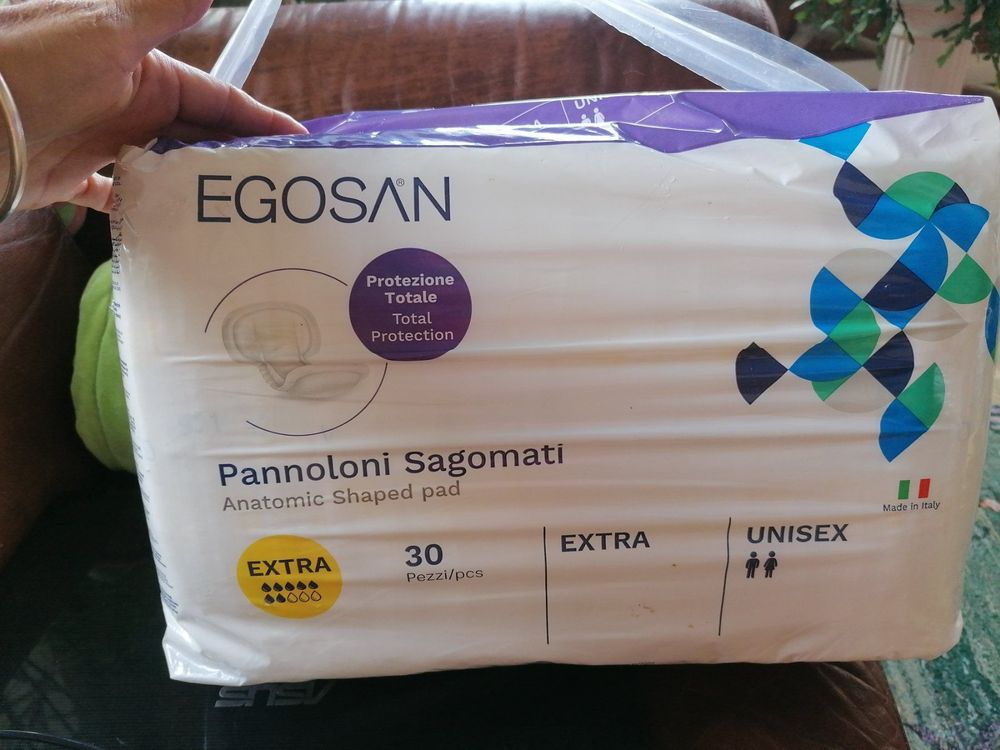 EGOSAN®
Protezione
Totale
Total
Protection
Pannoloni Sagomati
Anatomic Shaped pad
Made in Italy
EXTRA
30
Pezzi/pcs
EXTRA
UNISEX
ASUS